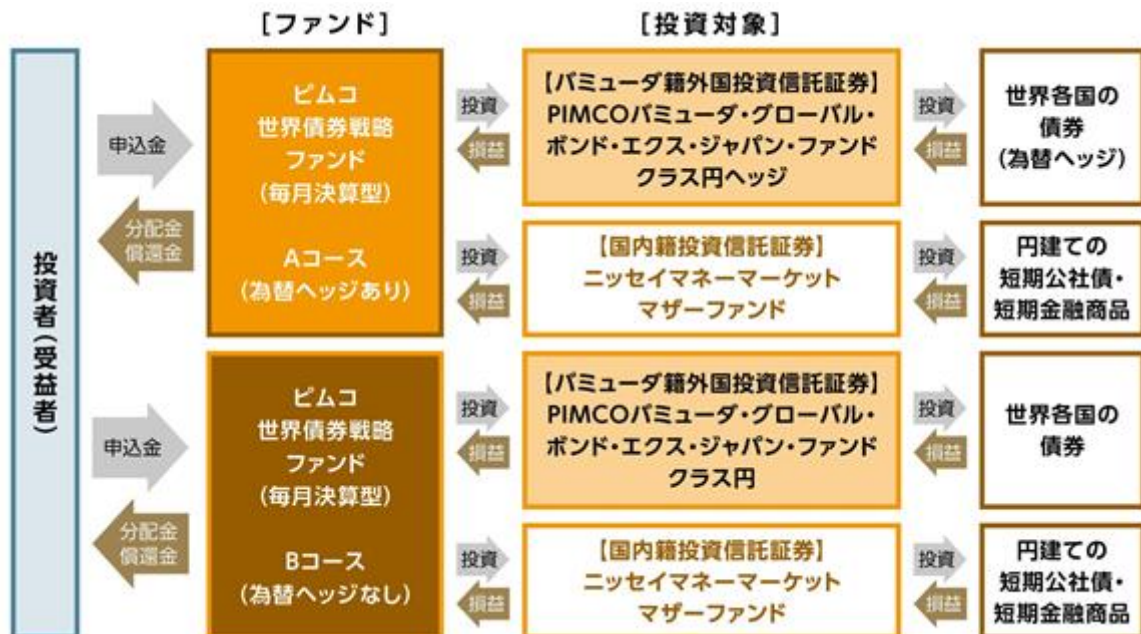 [ファンド]
[投資対象]
投資者(受益者)
申込金
分配金
償還金
ピムコ
世界債券戦略
ファンド
(毎月決算型)
Aコース
(為替ヘッジあり)
投資
損益
【バミューダ籍外国投資信託証券】
PIMCOバミューダ・グローバル・
ボンド・エクス・ジャパン・ファンド
クラス円ヘッジ
投資
損益
世界各国の
債券
(為替ヘッジ)
投資
損益
【国内籍投資信託証券】
ニッセイマネーマーケット
マザーファンド
投資
損益
円建ての
短期公社債・
短期金融商品
申込金
分配金
償還金
ピムコ
世界債券戦略
ファンド
(毎月決算型)
Bコース
(為替ヘッジなし)
投資
損益
【バミューダ籍外国投資信託証券】
PIMCOバミューダ・グローバル・
ボンド・エクス・ジャパン・ファンド
クラス円
投資
損益
世界各国の
債券
投資
損益
【国内籍投資信託証券】
ニッセイマネーマーケット
マザーファンド
投資
損益
円建ての
短期公社債・
短期金融商品